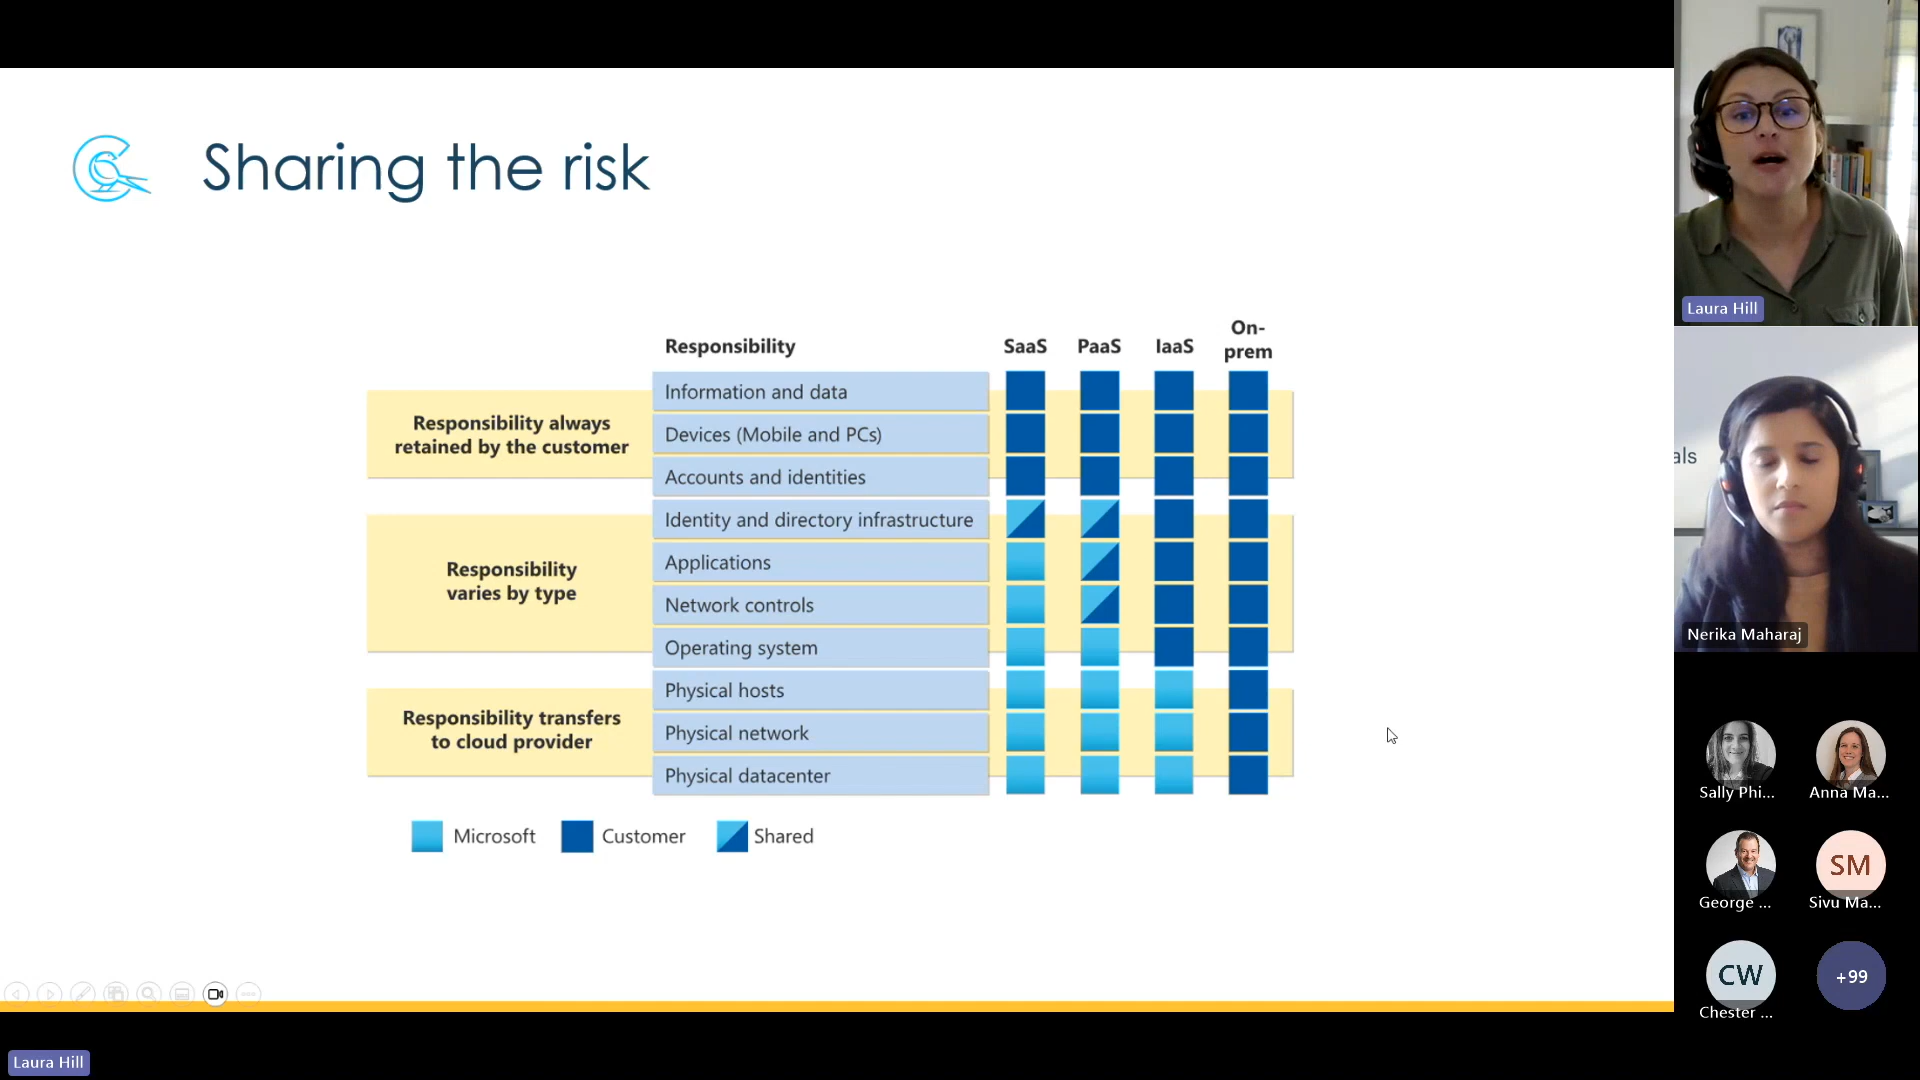 Sharing the risk
Responsibility
SaaS
PaaS
IaaS
On-
prem
Responsibility always
retained by the customer
Information and data
Devices (Mobile and PCs)
Accounts and identities
Responsibility
varies by type
Identity and directory infrastructure
Applications
Network controls
Operating system
Responsibility transfers
to cloud provider
Physical hosts
Physical network
Physical datacenter
Microsoft
Customer
Shared
Laura Hill
als
Nerika Maharaj
Sally Phi...
Anna Ma...
George ...
SM
Sivu Ma...
CW
Chester ...
+99
Laura Hill